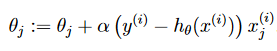 θ_j := θ_j + α (y^{(i)} − h_θ(x^{(i)})) x_j^{(i)}